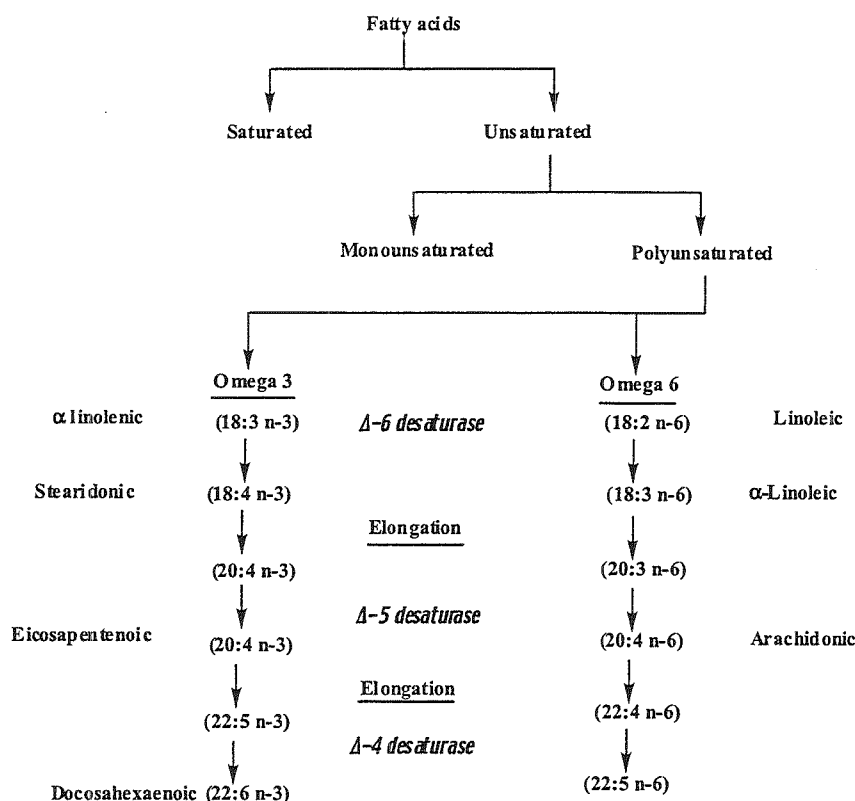 Fatty acids
Saturated Unsaturated
Monounsaturated Polyunsaturated
Omega 3 Omega 6
α linolenic (18:3 n-3) Δ-6 desaturase (18:2 n-6) Linoleic
Stearidonic (18:4 n-3) (18:3 n-6) α-Linoleic
Elongation
(20:4 n-3) (20:3 n-6)
Δ-5 desaturase
Eicosapentenoic (20:4 n-3) (20:4 n-6) Arachidonic
Elongation
(22:5 n-3) (22:4 n-6)
Δ-4 desaturase
Docosahexaenoic (22:6 n-3) (22:5 n-6)